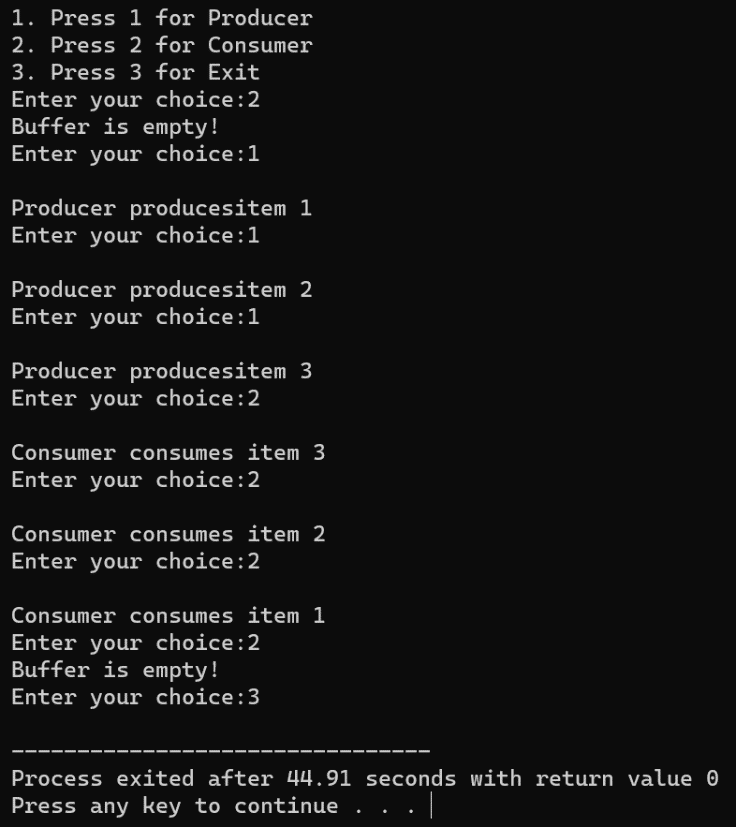 1. Press 1 for Producer
2. Press 2 for Consumer
3. Press 3 for Exit
Enter your choice:2
Buffer is empty!
Enter your choice:1
Producer producesitem 1
Enter your choice:1
Producer producesitem 2
Enter your choice:1
Producer producesitem 3
Enter your choice:2
Consumer consumes item 3
Enter your choice:2
Consumer consumes item 2
Enter your choice:2
Consumer consumes item 1
Enter your choice:2
Buffer is empty!
Enter your choice:3
--------------------------------
Process exited after 44.91 seconds with return value 0
Press any key to continue . . .